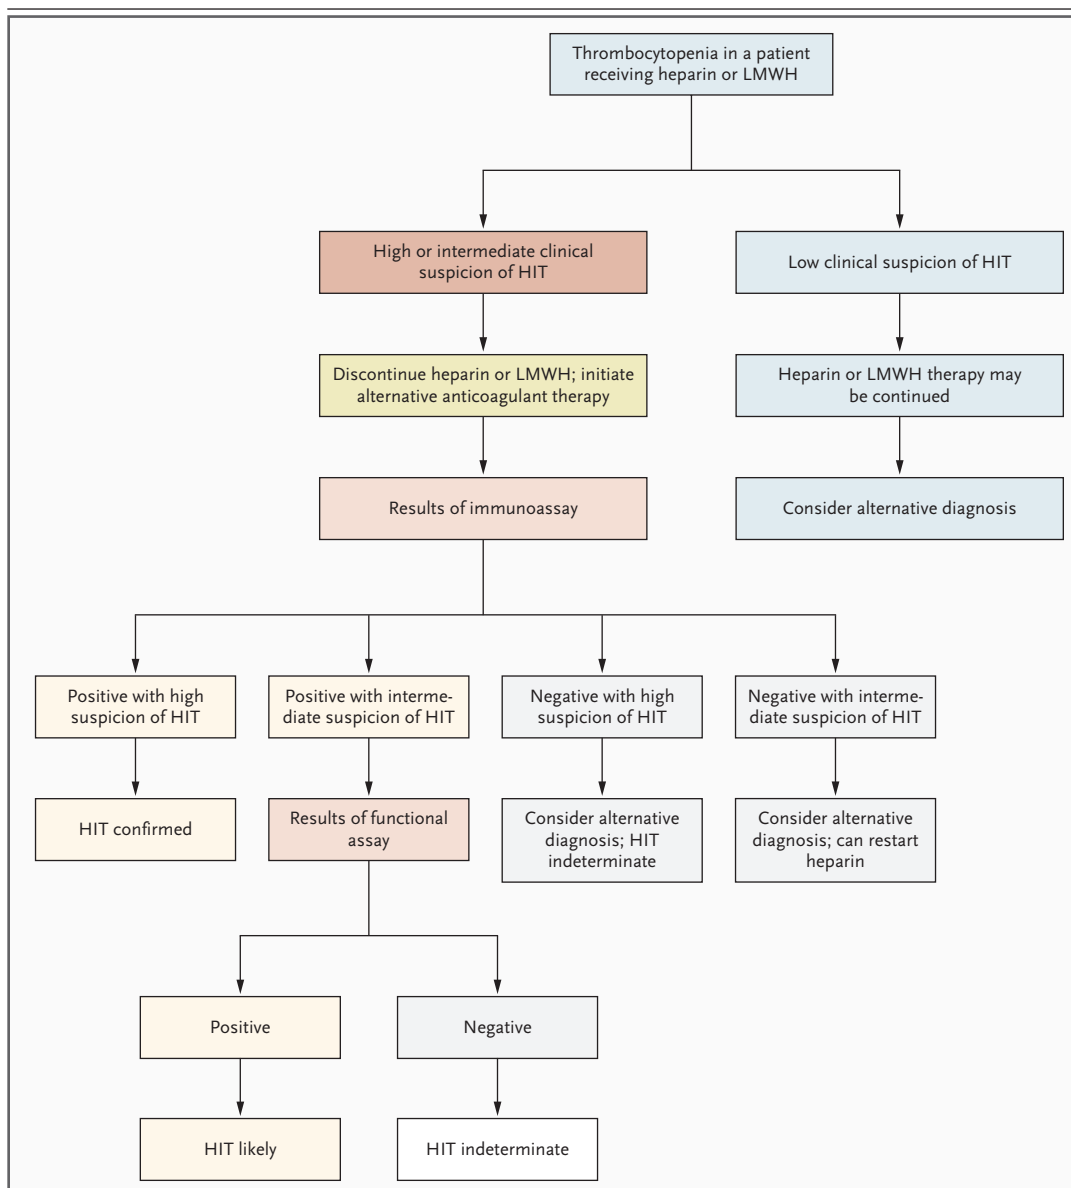 Thrombocytopenia in a patient
receiving heparin or LMWH
High or intermediate clinical
suspicion of HIT
Low clinical suspicion of HIT
Discontinue heparin or LMWH; initiate
alternative anticoagulant therapy
Heparin or LMWH therapy may
be continued
Results of immunoassay
Consider alternative diagnosis
Positive with high
suspicion of HIT
Positive with interme-
diate suspicion of HIT
Negative with high
suspicion of HIT
Negative with interme-
diate suspicion of HIT
HIT confirmed
Results of functional
assay
Consider alternative
diagnosis; HIT
indeterminate
Consider alternative
diagnosis; can restart
heparin
Positive
Negative
HIT likely
HIT indeterminate